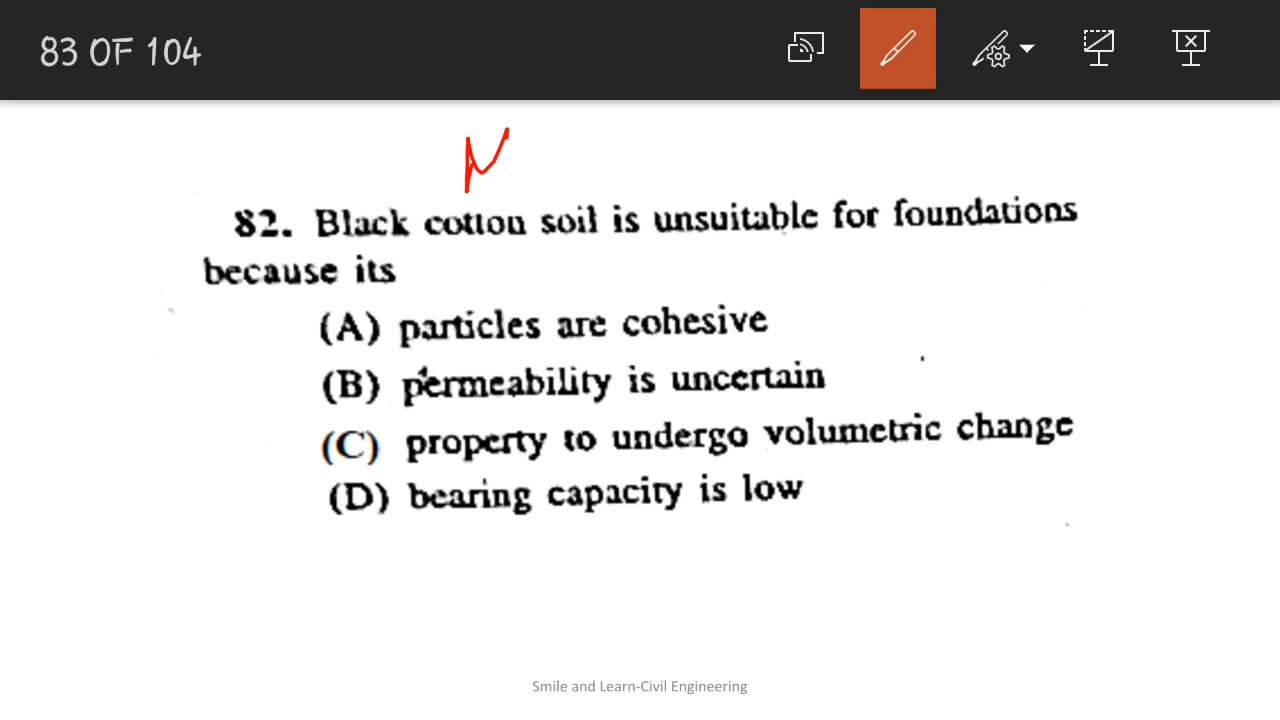 83 OF 104
82. Black cotton soil is unsuitable for foundations
because its
(A) particles are cohesive
(B) permeability is uncertain
(C) property to undergo volumetric change
(D) bearing capacity is low
Smile and Learn-Civil Engineering